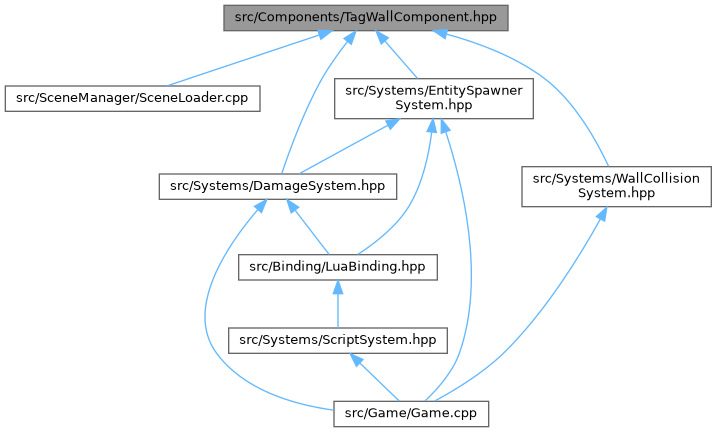 src/Components/TagWallComponent.hpp
src/SceneManager/SceneLoader.cpp
src/Systems/EntitySpawner
System.hpp
src/Systems/DamageSystem.hpp
src/Systems/WallCollision
System.hpp
src/Binding/LuaBinding.hpp
src/Systems/ScriptSystem.hpp
src/Game/Game.cpp